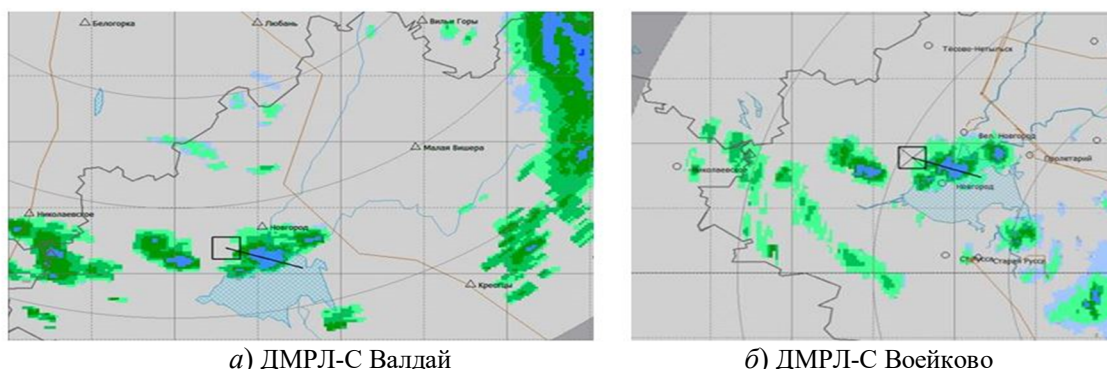 Белогорка
Любань
Вильи Горы
Малая Вишера
Николаевское
Новгород
Крестцы
Тёсово-Нетыльск
Вел. Новгород
Пролетарий
Николаевское
Новгород
Старая Русса
а) ДМРЛ-С Валдай
б) ДМРЛ-С Воейково